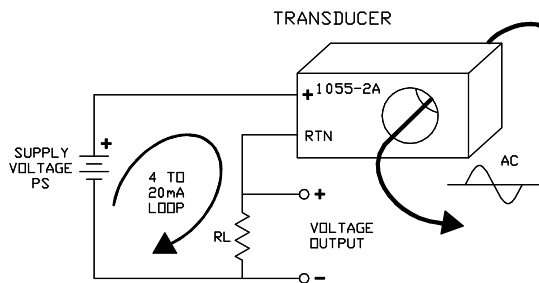 TRANSDUCER
+ 1055-2A
RTN
+
SUPPLY
VOLTAGE
PS
4 TO
20mA
LOOP
AC
+
RL
VOLTAGE
OUTPUT
-